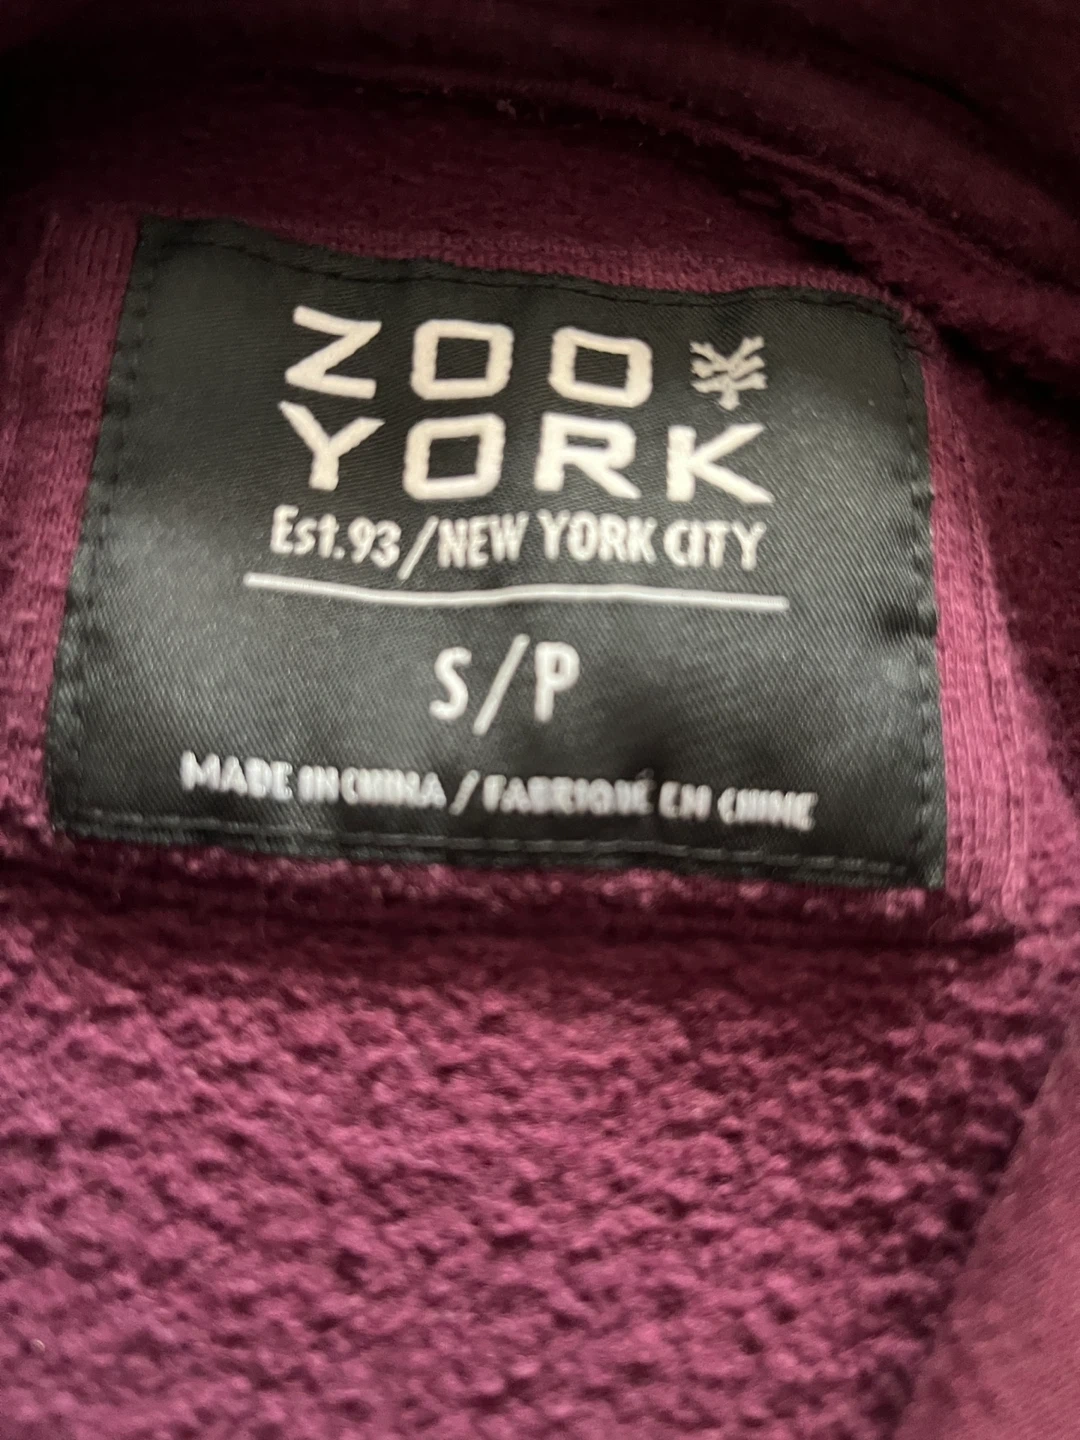 ZOO
YORK
Est.93/NEW YORK CITY
S/P
MADE IN CHINA / FABRIQUÉ EN CHINE